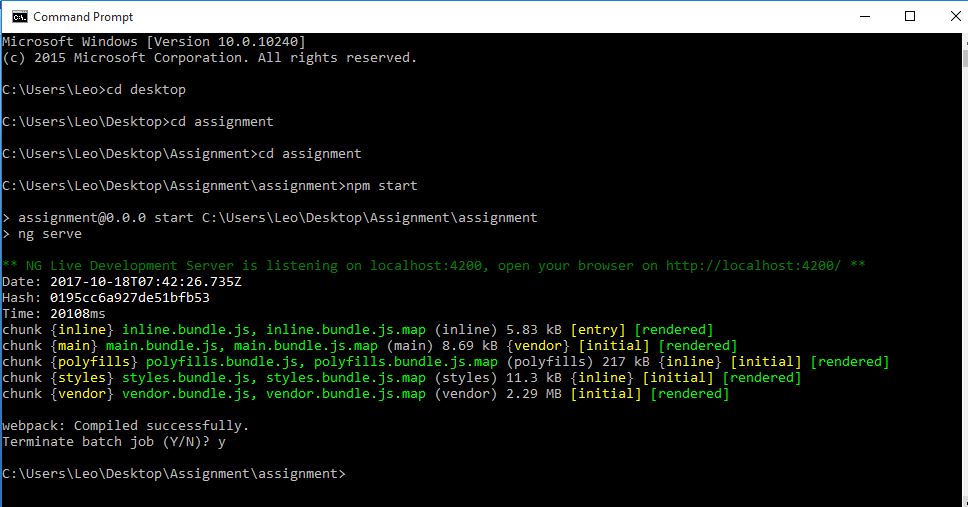 Command Prompt
Microsoft Windows [Version 10.0.10240]
(c) 2015 Microsoft Corporation. All rights reserved.
C:\Users\Leo>cd desktop
C:\Users\Leo\Desktop>cd assignment
C:\Users\Leo\Desktop\Assignment>cd assignment
C:\Users\Leo\Desktop\Assignment\assignment>npm start
> assignment@0.0.0 start C:\Users\Leo\Desktop\Assignment\assignment
> ng serve
** NG Live Development Server is listening on localhost:4200, open your browser on http://localhost:4200/ **
Date: 2017-10-18T07:42:26.735Z
Hash: 0195cc6a927de51bfb53
Time: 20108ms
chunk {inline} inline.bundle.js, inline.bundle.js.map (inline) 5.83 kB [entry] [rendered]
chunk {main} main.bundle.js, main.bundle.js.map (main) 8.69 kB {vendor} [initial] [rendered]
chunk {polyfills} polyfills.bundle.js, polyfills.bundle.js.map (polyfills) 217 kB {inline} [initial] [rendered]
chunk {styles} styles.bundle.js, styles.bundle.js.map (styles) 11.3 kB {inline} [initial] [rendered]
chunk {vendor} vendor.bundle.js, vendor.bundle.js.map (vendor) 2.29 MB [initial] [rendered]
webpack: Compiled successfully.
Terminate batch job (Y/N)? y
C:\Users\Leo\Desktop\Assignment\assignment>